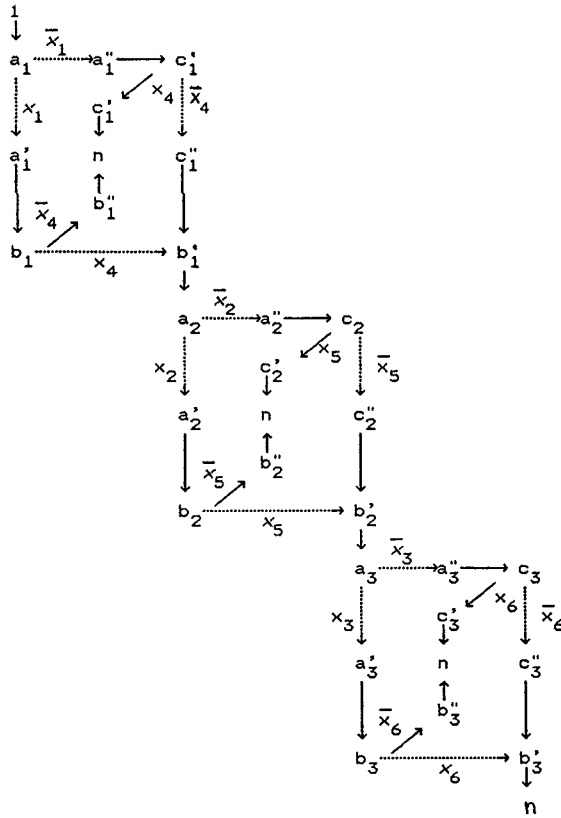 1
x̄₁
a₁ a₁'' c₁'
x₁ c₁' x₄ x̄₄
a₁' n c₁''
x̄₄ b₁''
b₁ x₄ b₁'
x̄₂
a₂ a₂'' c₂
x₂ c₂' x₅ x̄₅
a₂' n c₂''
x̄₅ b₂''
b₂ x₅ b₂'
x̄₃
a₃ a₃'' c₃
x₃ c₃' x₆ x̄₆
a₃' n c₃''
x̄₆ b₃''
b₃ x₆ b₃'
n